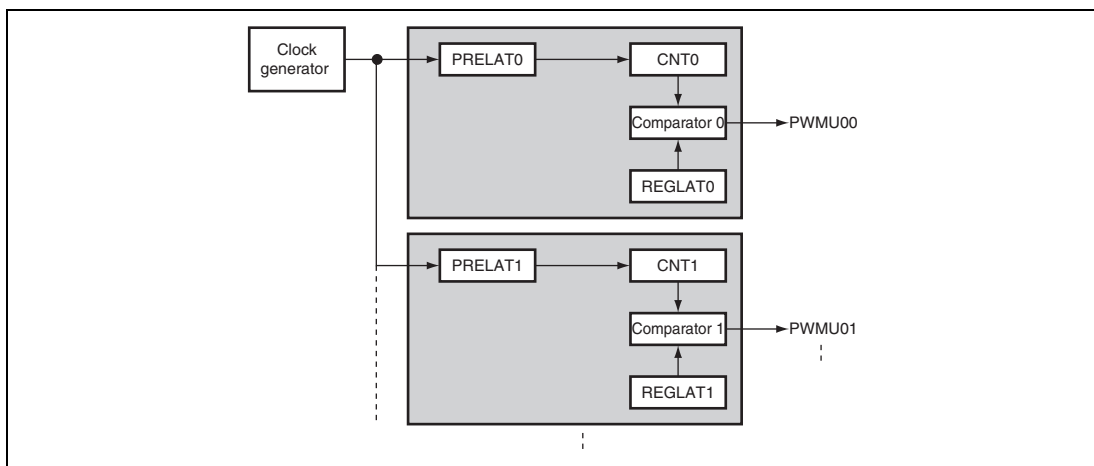 Clock
generator
PRELAT0
CNT0
Comparator 0
PWMU00
REGLAT0
PRELAT1
CNT1
Comparator 1
PWMU01
REGLAT1